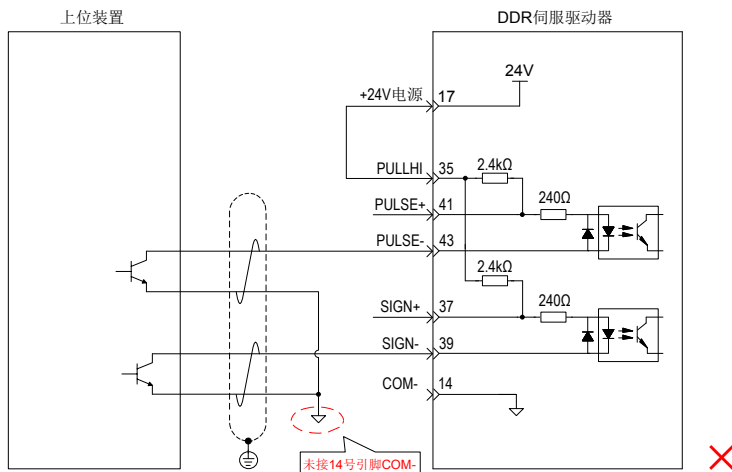 上位装置
DDR伺服驱动器
24V
+24V电源 17
PULLHI 35 2.4kΩ
PULSE+ 41 240Ω
PULSE- 43
2.4kΩ
SIGN+ 37 240Ω
SIGN- 39
COM- 14
未接14号引脚COM-